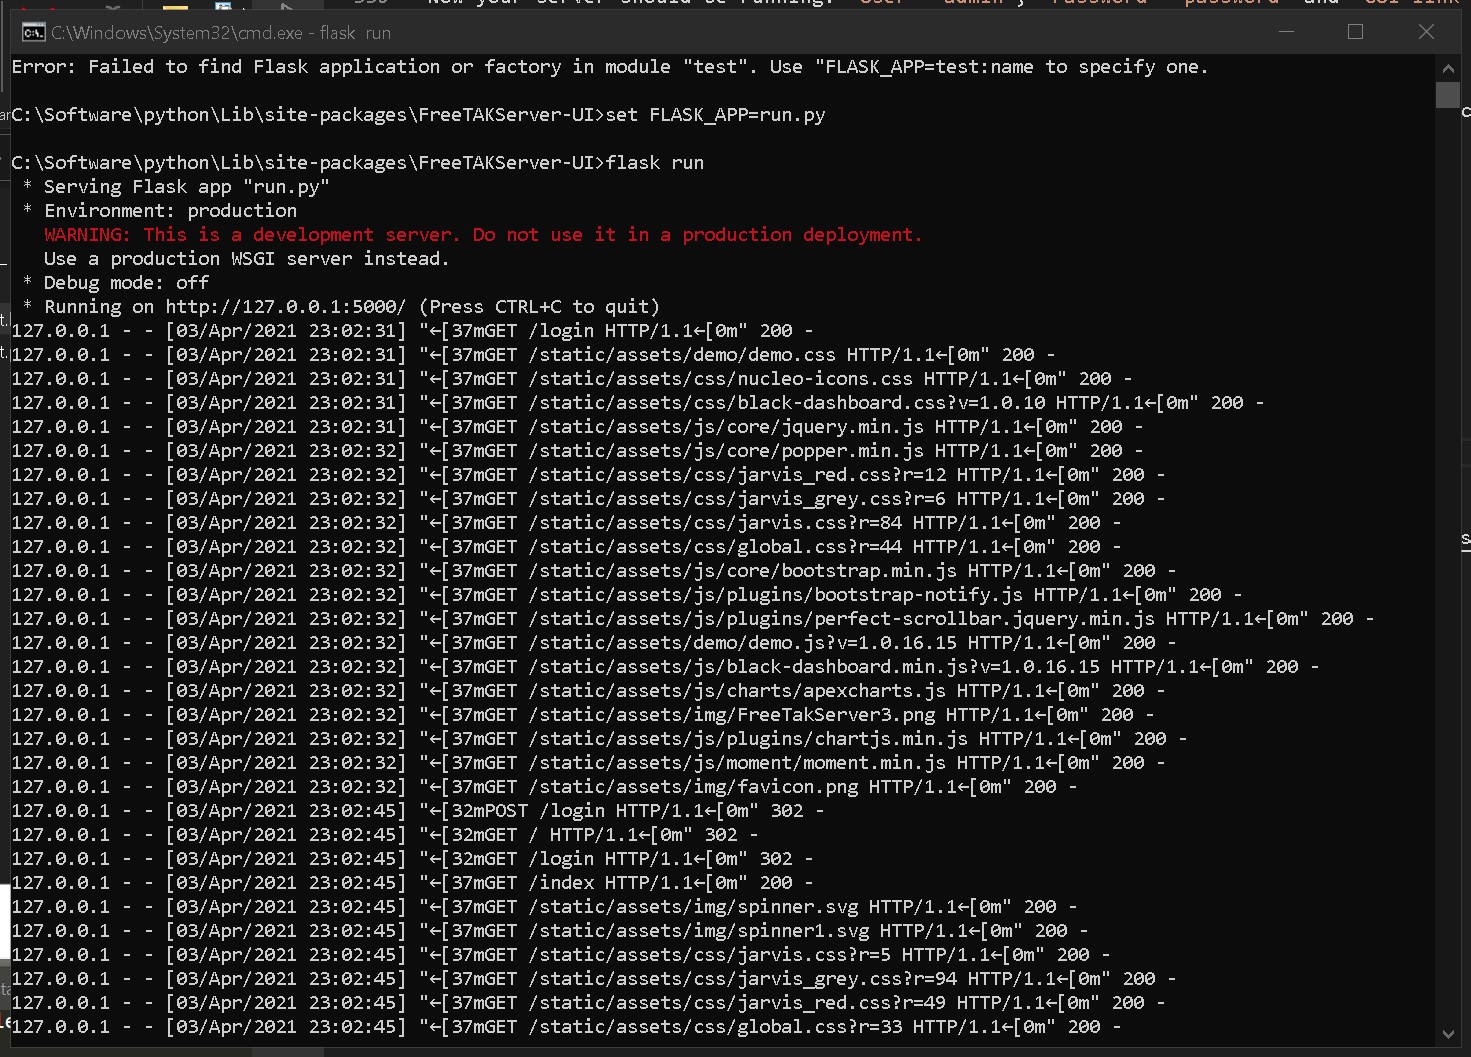 Now your server should be running. User "admin", Password "password" and GUI link
C:\Windows\System32\cmd.exe - flask  run
Error: Failed to find Flask application or factory in module "test". Use "FLASK_APP=test:name to specify one.
C:\Software\python\Lib\site-packages\FreeTAKServer-UI>set FLASK_APP=run.py
C:\Software\python\Lib\site-packages\FreeTAKServer-UI>flask run
 * Serving Flask app "run.py"
 * Environment: production
   WARNING: This is a development server. Do not use it in a production deployment.
   Use a production WSGI server instead.
 * Debug mode: off
 * Running on http://127.0.0.1:5000/ (Press CTRL+C to quit)
127.0.0.1 - - [03/Apr/2021 23:02:31] "←[37mGET /login HTTP/1.1←[0m" 200 -
127.0.0.1 - - [03/Apr/2021 23:02:31] "←[37mGET /static/assets/demo/demo.css HTTP/1.1←[0m" 200 -
127.0.0.1 - - [03/Apr/2021 23:02:31] "←[37mGET /static/assets/css/nucleo-icons.css HTTP/1.1←[0m" 200 -
127.0.0.1 - - [03/Apr/2021 23:02:31] "←[37mGET /static/assets/css/black-dashboard.css?v=1.0.10 HTTP/1.1←[0m" 200 -
127.0.0.1 - - [03/Apr/2021 23:02:31] "←[37mGET /static/assets/js/core/jquery.min.js HTTP/1.1←[0m" 200 -
127.0.0.1 - - [03/Apr/2021 23:02:32] "←[37mGET /static/assets/js/core/popper.min.js HTTP/1.1←[0m" 200 -
127.0.0.1 - - [03/Apr/2021 23:02:32] "←[37mGET /static/assets/css/jarvis_red.css?r=12 HTTP/1.1←[0m" 200 -
127.0.0.1 - - [03/Apr/2021 23:02:32] "←[37mGET /static/assets/css/jarvis_grey.css?r=6 HTTP/1.1←[0m" 200 -
127.0.0.1 - - [03/Apr/2021 23:02:32] "←[37mGET /static/assets/css/jarvis.css?r=84 HTTP/1.1←[0m" 200 -
127.0.0.1 - - [03/Apr/2021 23:02:32] "←[37mGET /static/assets/css/global.css?r=44 HTTP/1.1←[0m" 200 -
127.0.0.1 - - [03/Apr/2021 23:02:32] "←[37mGET /static/assets/js/core/bootstrap.min.js HTTP/1.1←[0m" 200 -
127.0.0.1 - - [03/Apr/2021 23:02:32] "←[37mGET /static/assets/js/plugins/bootstrap-notify.js HTTP/1.1←[0m" 200 -
127.0.0.1 - - [03/Apr/2021 23:02:32] "←[37mGET /static/assets/js/plugins/perfect-scrollbar.jquery.min.js HTTP/1.1←[0m" 200 -
127.0.0.1 - - [03/Apr/2021 23:02:32] "←[37mGET /static/assets/demo/demo.js?v=1.0.16.15 HTTP/1.1←[0m" 200 -
127.0.0.1 - - [03/Apr/2021 23:02:32] "←[37mGET /static/assets/js/black-dashboard.min.js?v=1.0.16.15 HTTP/1.1←[0m" 200 -
127.0.0.1 - - [03/Apr/2021 23:02:32] "←[37mGET /static/assets/js/charts/apexcharts.js HTTP/1.1←[0m" 200 -
127.0.0.1 - - [03/Apr/2021 23:02:32] "←[37mGET /static/assets/img/FreeTakServer3.png HTTP/1.1←[0m" 200 -
127.0.0.1 - - [03/Apr/2021 23:02:32] "←[37mGET /static/assets/js/plugins/chartjs.min.js HTTP/1.1←[0m" 200 -
127.0.0.1 - - [03/Apr/2021 23:02:32] "←[37mGET /static/assets/js/moment/moment.min.js HTTP/1.1←[0m" 200 -
127.0.0.1 - - [03/Apr/2021 23:02:32] "←[37mGET /static/assets/img/favicon.png HTTP/1.1←[0m" 200 -
127.0.0.1 - - [03/Apr/2021 23:02:45] "←[32mPOST /login HTTP/1.1←[0m" 302 -
127.0.0.1 - - [03/Apr/2021 23:02:45] "←[32mGET / HTTP/1.1←[0m" 302 -
127.0.0.1 - - [03/Apr/2021 23:02:45] "←[32mGET /login HTTP/1.1←[0m" 302 -
127.0.0.1 - - [03/Apr/2021 23:02:45] "←[37mGET /index HTTP/1.1←[0m" 200 -
127.0.0.1 - - [03/Apr/2021 23:02:45] "←[37mGET /static/assets/img/spinner.svg HTTP/1.1←[0m" 200 -
127.0.0.1 - - [03/Apr/2021 23:02:45] "←[37mGET /static/assets/img/spinner1.svg HTTP/1.1←[0m" 200 -
127.0.0.1 - - [03/Apr/2021 23:02:45] "←[37mGET /static/assets/css/jarvis.css?r=5 HTTP/1.1←[0m" 200 -
127.0.0.1 - - [03/Apr/2021 23:02:45] "←[37mGET /static/assets/css/jarvis_grey.css?r=94 HTTP/1.1←[0m" 200 -
127.0.0.1 - - [03/Apr/2021 23:02:45] "←[37mGET /static/assets/css/jarvis_red.css?r=49 HTTP/1.1←[0m" 200 -
127.0.0.1 - - [03/Apr/2021 23:02:45] "←[37mGET /static/assets/css/global.css?r=33 HTTP/1.1←[0m" 200 -